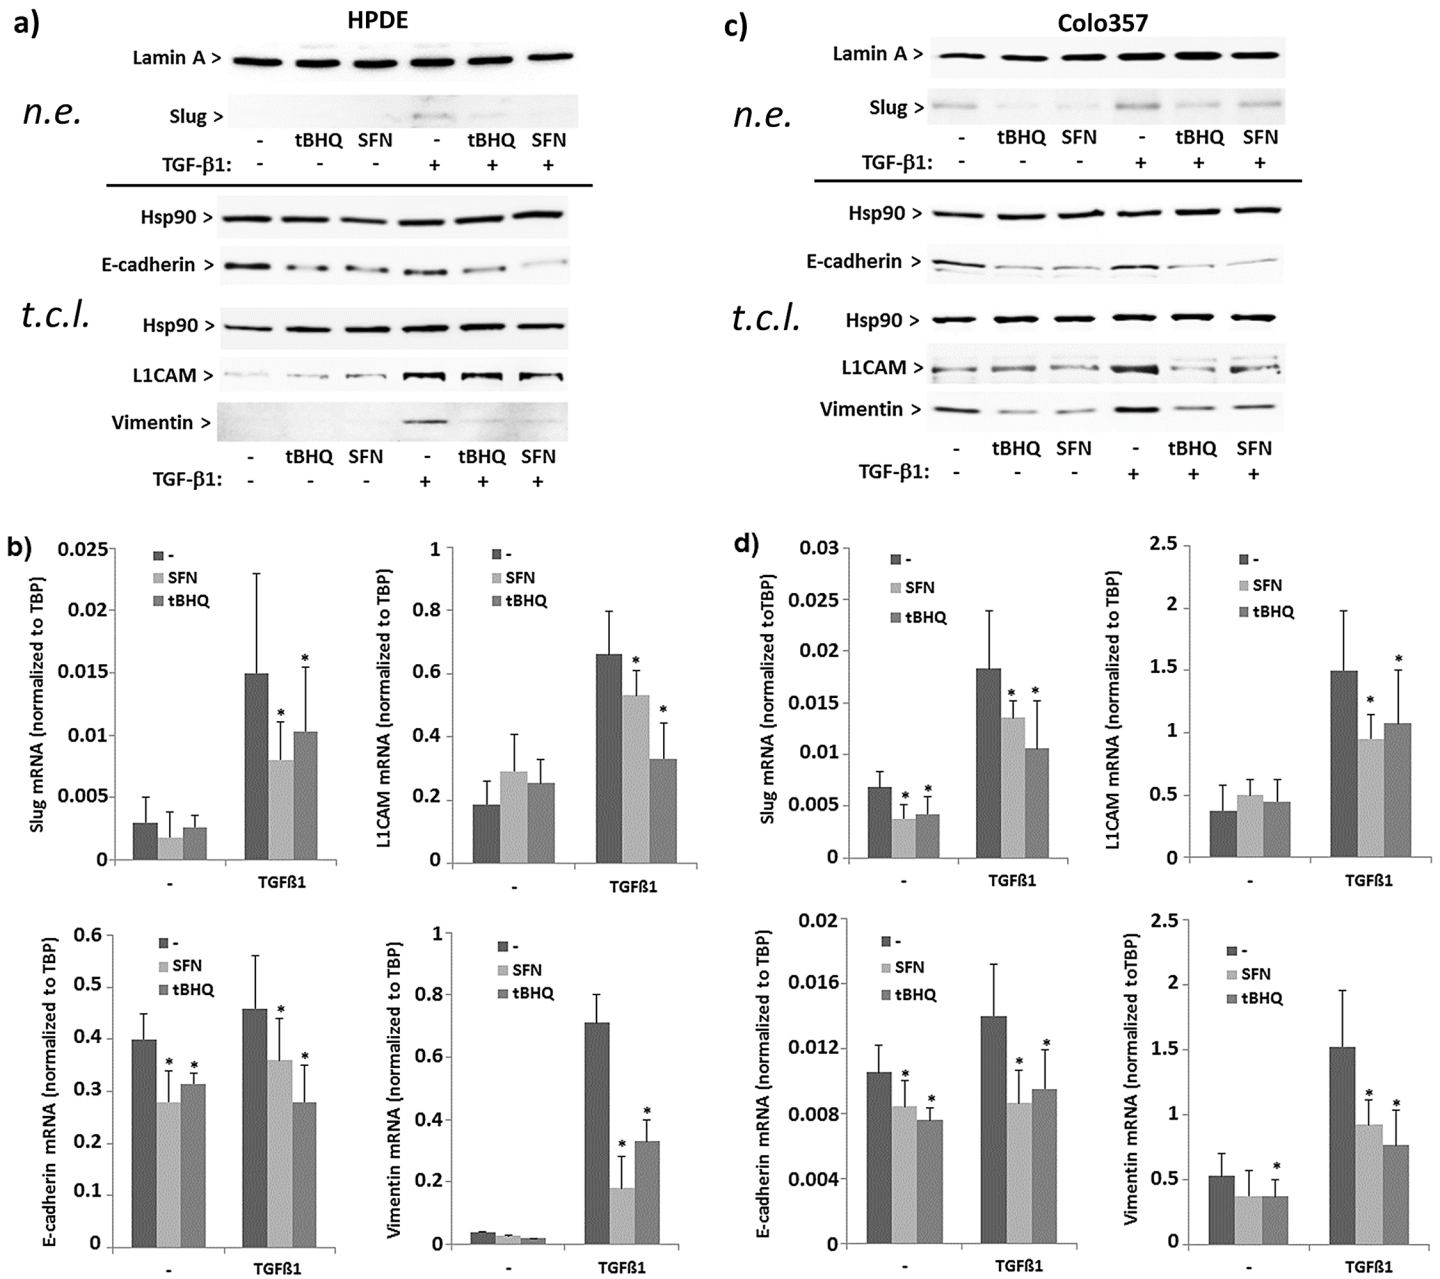 a)
HPDE
Lamin A >
n.e.
Slug >
- tBHQ SFN - tBHQ SFN
TGF-β1: - - - + + +
Hsp90 >
E-cadherin >
t.c.l.
Hsp90 >
L1CAM >
Vimentin >
- tBHQ SFN - tBHQ SFN
TGF-β1: - - - + + +
c)
Colo357
Lamin A >
n.e.
Slug >
- tBHQ SFN - tBHQ SFN
TGF-β1: - - - + + +
Hsp90 >
E-cadherin >
t.c.l.
Hsp90 >
L1CAM >
Vimentin >
- tBHQ SFN - tBHQ SFN
TGF-β1: - - - + + +
b)
Slug mRNA (normalized to TBP)
0.025
0.02
0.015
0.01
0.005
0
-
SFN
tBHQ
* *
- TGFß1
L1CAM mRNA (normalized to TBP)
1
0.8
0.6
0.4
0.2
0
-
SFN
tBHQ
* *
- TGFß1
E-cadherin mRNA (normalized to TBP)
0.6
0.5
0.4
0.3
0.2
0.1
0
-
SFN
tBHQ
* * * *
- TGFß1
Vimentin mRNA (normalized to TBP)
1
0.8
0.6
0.4
0.2
0
-
SFN
tBHQ
* *
- TGFß1
d)
Slug mRNA (normalized toTBP)
0.03
0.025
0.02
0.015
0.01
0.005
0
-
SFN
tBHQ
* * * *
- TGFß1
L1CAM mRNA (normalized to TBP)
2.5
2
1.5
1
0.5
0
-
SFN
tBHQ
* *
- TGFß1
E-cadherin mRNA (normalized to TBP)
0.02
0.016
0.012
0.008
0.004
0
-
SFN
tBHQ
* * * *
- TGFß1
Vimentin mRNA (normalized toTBP)
2.5
2
1.5
1
0.5
0
-
SFN
tBHQ
* * *
- TGFß1